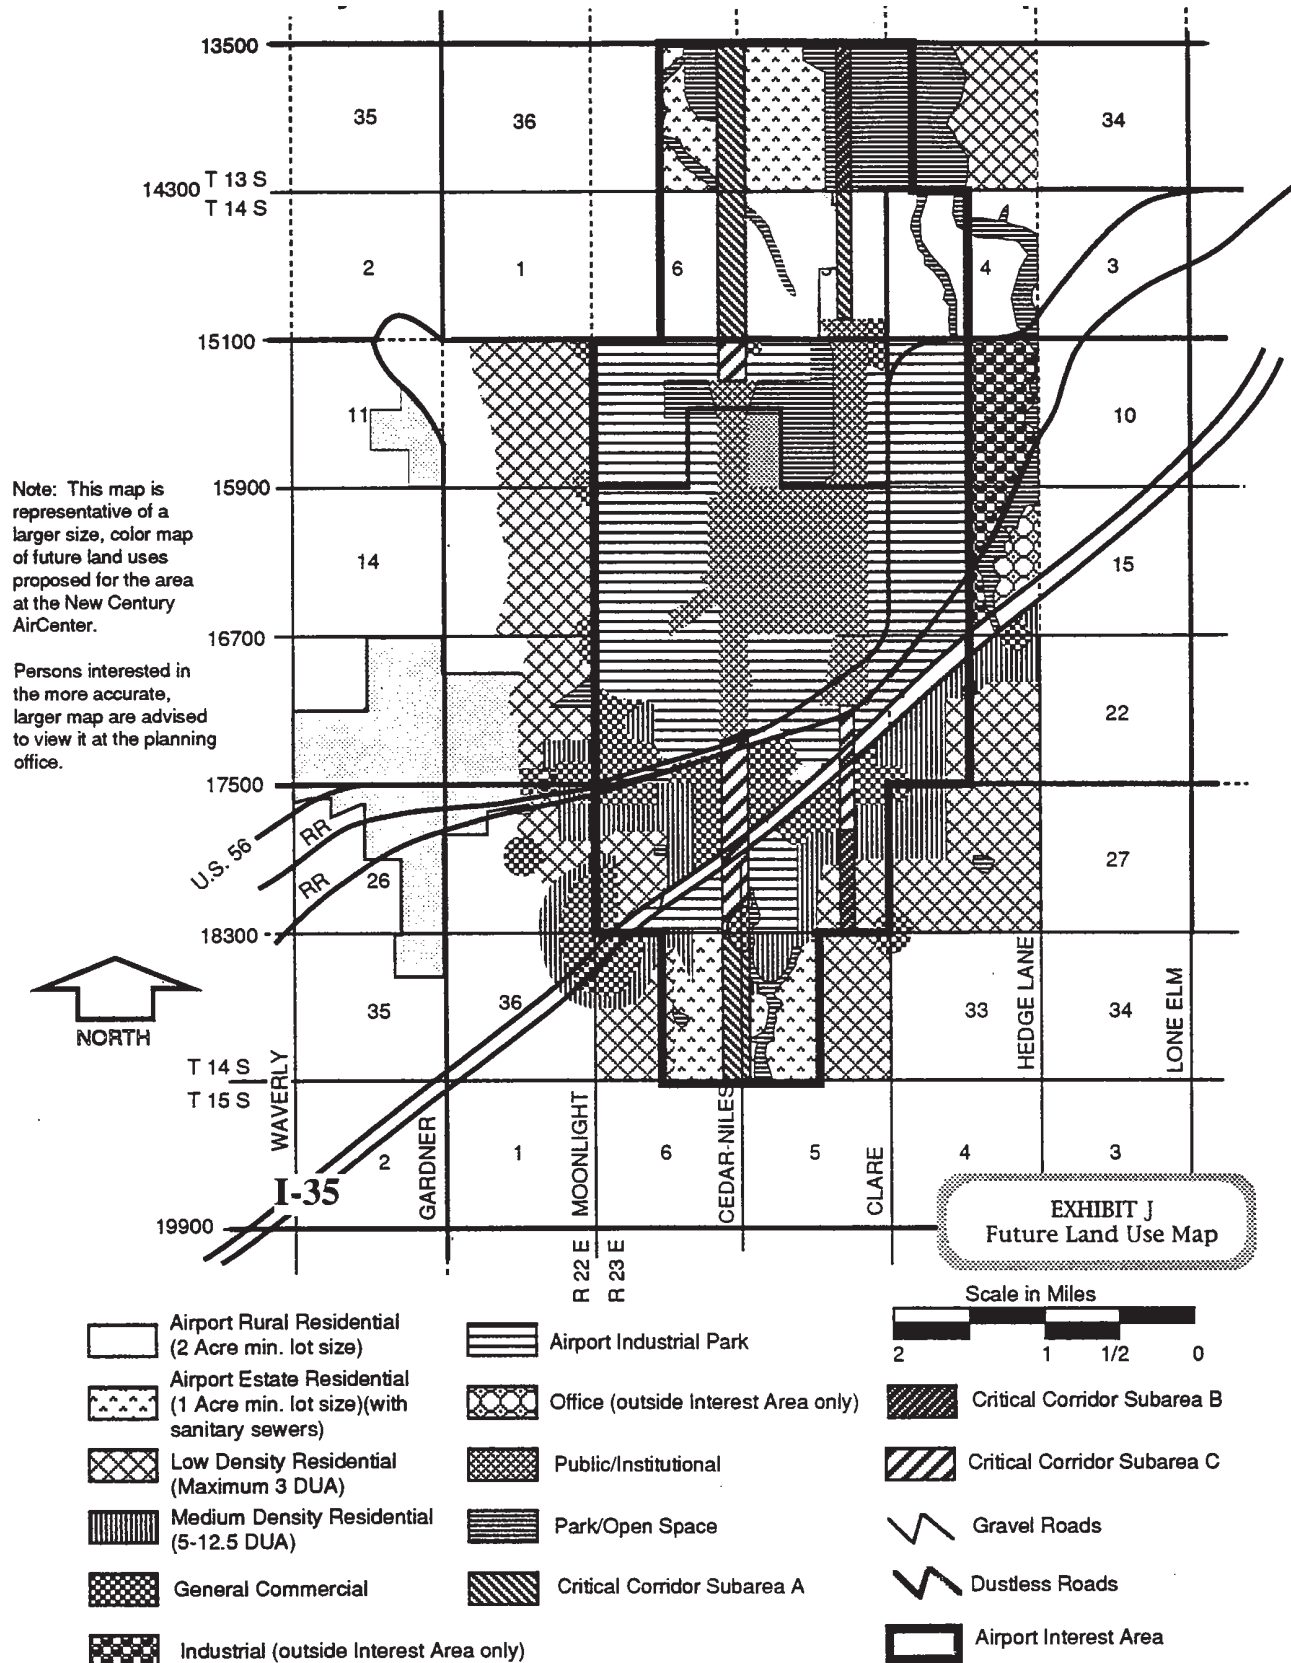 13500
35
36
34
T 13 S
14300
T 14 S
2
1
6
4
3
15100
11
10
Note: This map is
representative of a
larger size, color map
of future land uses
proposed for the area
at the New Century
AirCenter.
15900
14
15
16700
Persons interested in
the more accurate,
larger map are advised
to view it at the planning
office.
22
17500
U.S. 56
RR
RR
26
27
18300
NORTH
35
36
33
34
T 14 S
T 15 S
WAVERLY
GARDNER
MOONLIGHT
CEDAR-NILES
CLARE
HEDGE LANE
LONE ELM
2
1
6
5
4
3
I-35
19900
R 22 E
R 23 E
EXHIBIT J
Future Land Use Map
Scale in Miles
2 1 1/2 0
Airport Rural Residential
(2 Acre min. lot size)
Airport Estate Residential
(1 Acre min. lot size)(with
sanitary sewers)
Low Density Residential
(Maximum 3 DUA)
Medium Density Residential
(5-12.5 DUA)
General Commercial
Industrial (outside Interest Area only)
Airport Industrial Park
Office (outside Interest Area only)
Public/Institutional
Park/Open Space
Critical Corridor Subarea A
Critical Corridor Subarea B
Critical Corridor Subarea C
Gravel Roads
Dustless Roads
Airport Interest Area